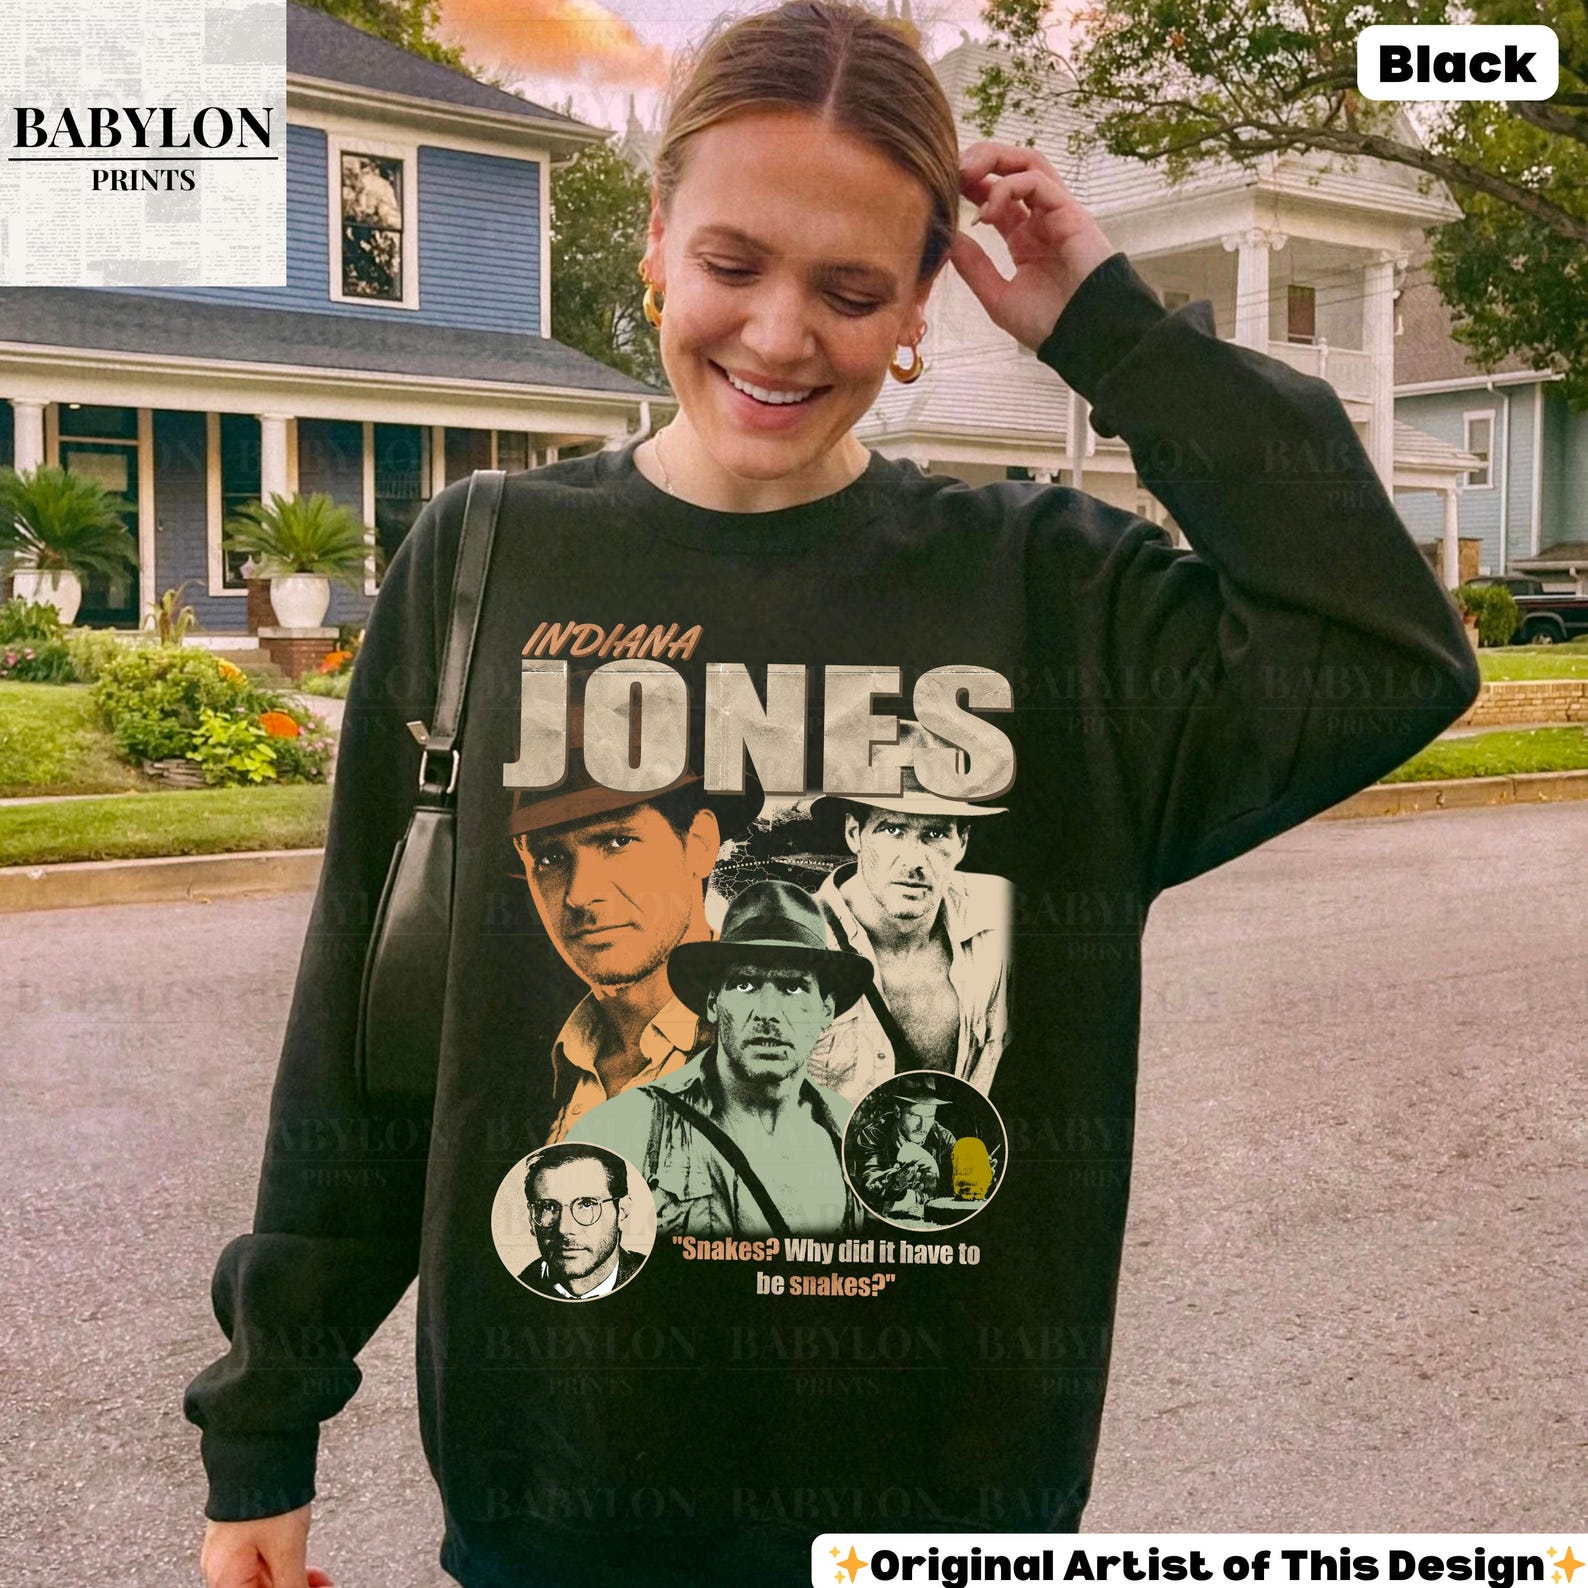 BABYLON
PRINTS
Black
INDIANA
JONES
"Snakes? Why did it have to
be snakes?"
✨Original Artist of This Design✨